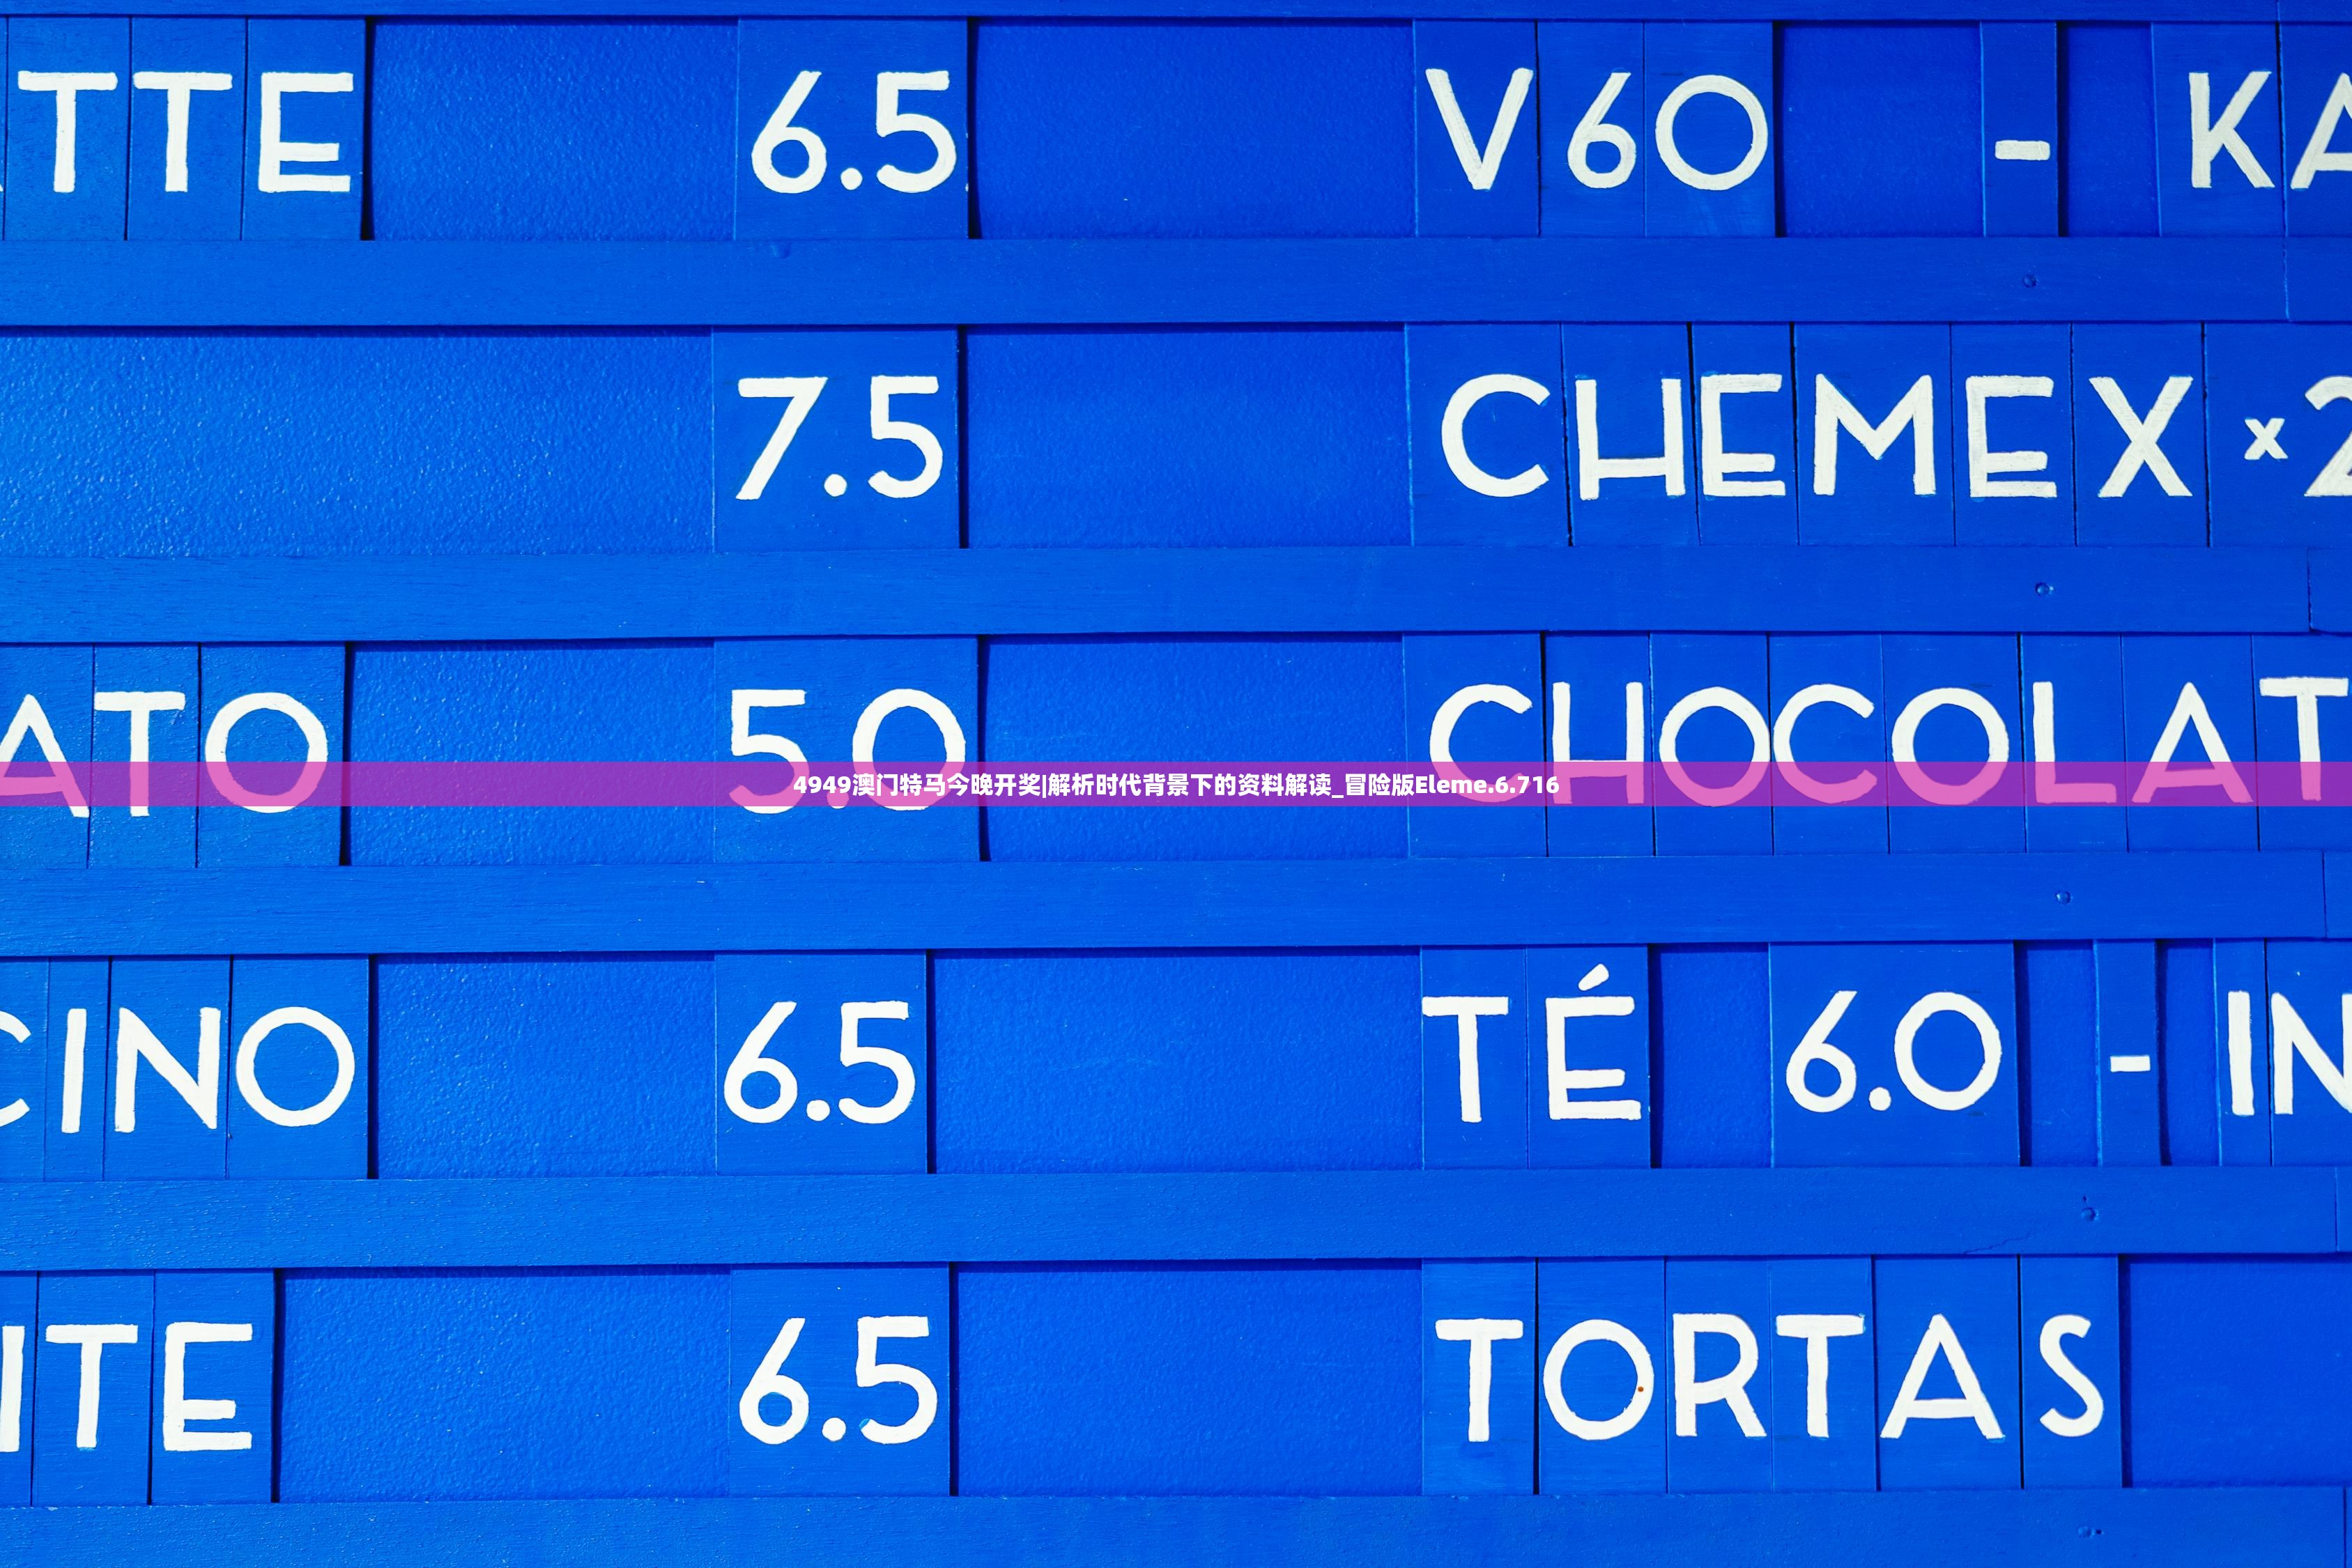 TTE 6.5 V60 - KA
7.5 CHEMEX x2
ATO 5.0 CHOCOLAT
4949澳门特马今晚开奖|解析时代背景下的资料解读_冒险版Eleme.6.716
CINO 6.5 TÉ 6.0 - IN
ITE 6.5 TORTAS